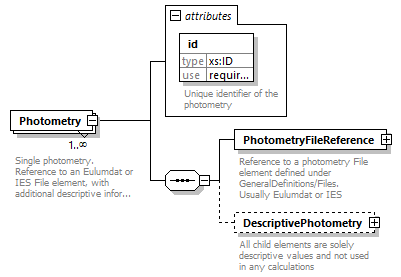 attributes
id
type xs:ID
use requir...
Unique identifier of the
photometry
Photometry
1..∞
Single photometry.
Reference to an Eulumdat or
IES File element, with
additional descriptive infor...
PhotometryFileReference
Reference to a photometry File
element defined under
GeneralDefinitions/Files.
Usually Eulumdat or IES
DescriptivePhotometry
All child elements are solely
descriptive values and not used
in any calculations